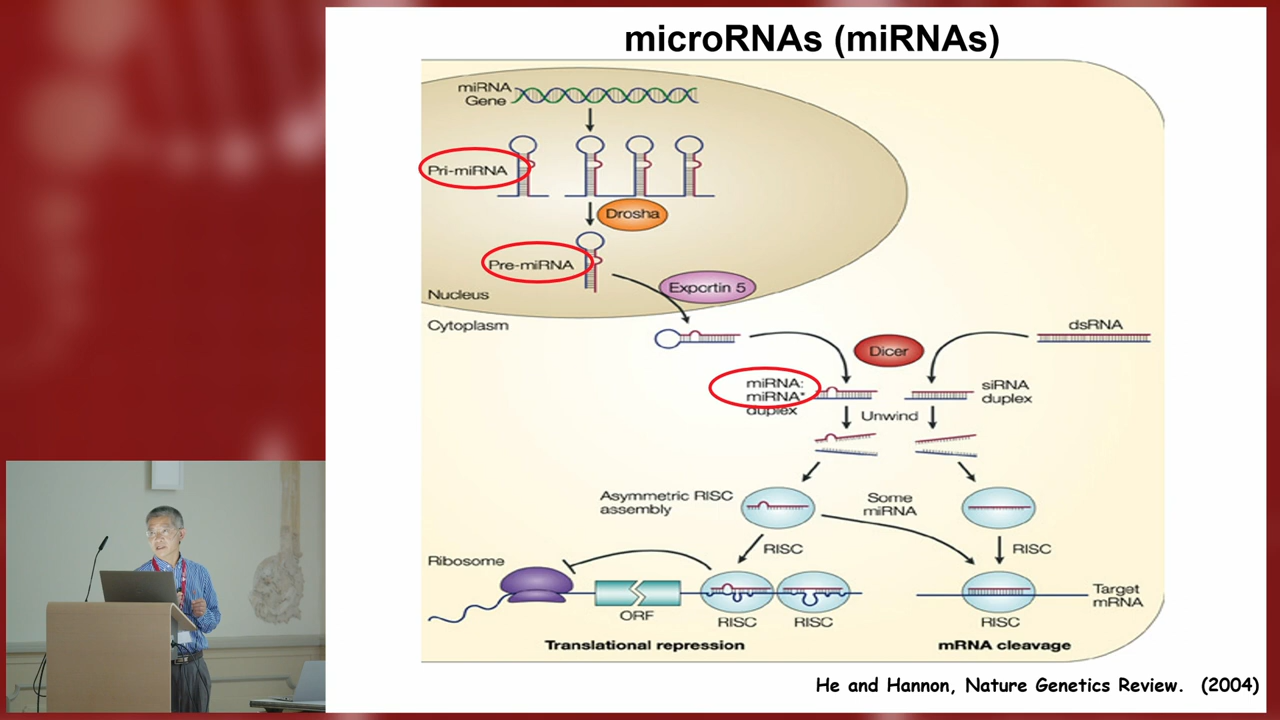 microRNAs (miRNAs)
miRNA
Gene
Pri-miRNA
Drosha
Pre-miRNA
Exportin 5
Nucleus
Cytoplasm
dsRNA
Dicer
miRNA:
miRNA*
duplex
siRNA
duplex
Unwind
Asymmetric RISC
assembly
Some
miRNA
RISC
RISC
Ribosome
ORF
RISC
RISC
RISC
Target
mRNA
Translational repression
mRNA cleavage
He and Hannon, Nature Genetics Review. (2004)